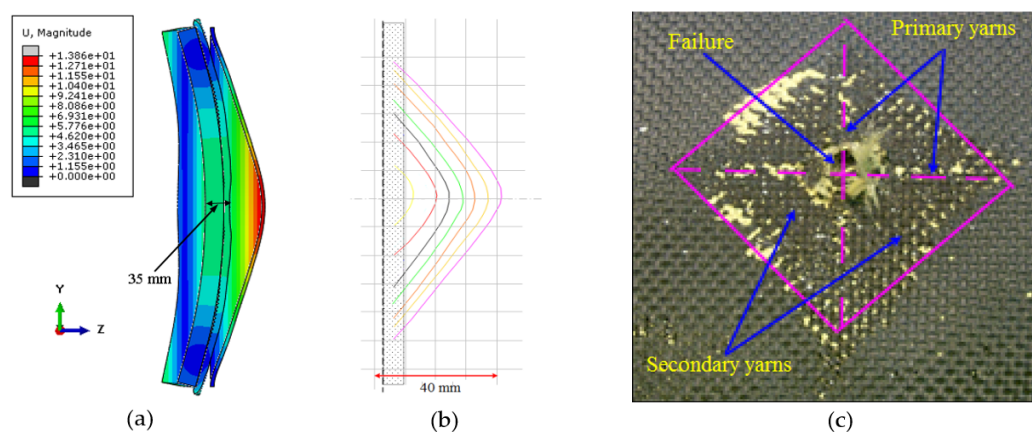 U, Magnitude
+1.386e+01
+1.271e+01
+1.155e+01
+1.040e+01
+9.241e+00
+8.086e+00
+6.931e+00
+5.776e+00
+4.620e+00
+3.465e+00
+2.310e+00
+1.155e+00
+0.000e+00
35 mm
Y
Z
(a)
40 mm
(b)
Failure
Primary yarns
Secondary yarns
(c)